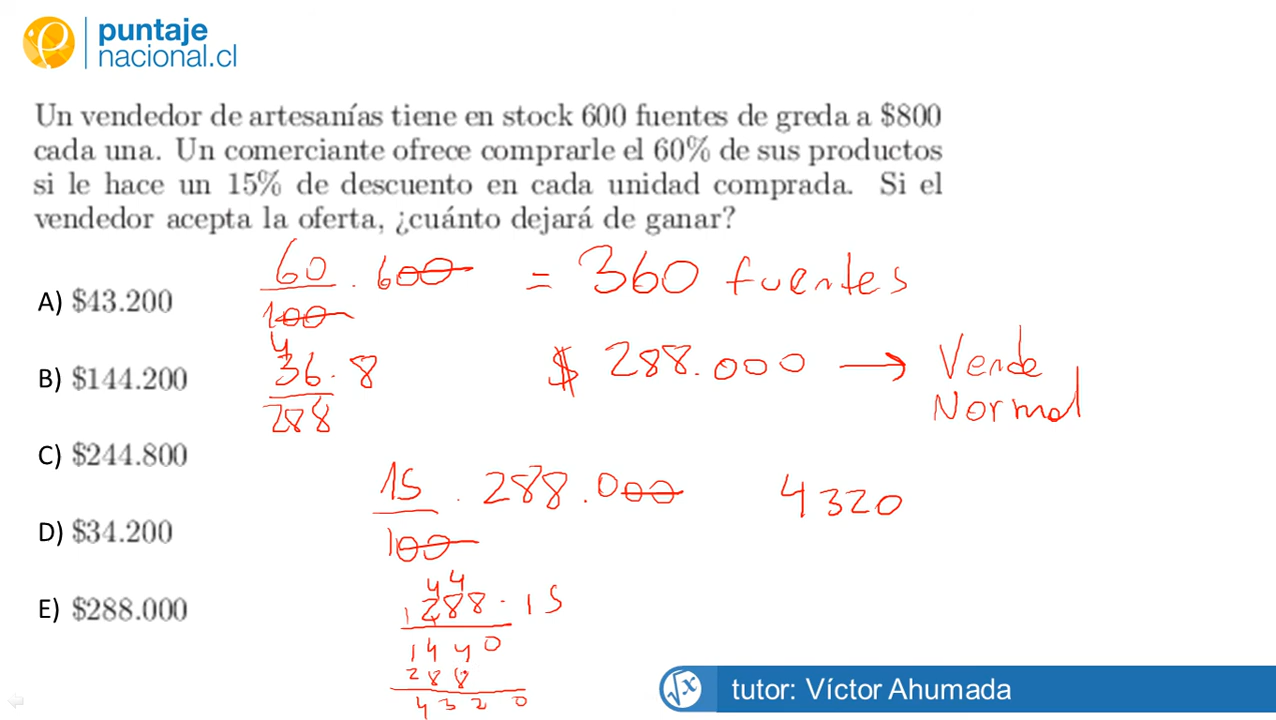 puntaje
nacional.cl
Un vendedor de artesanías tiene en stock 600 fuentes de greda a $800
cada una. Un comerciante ofrece comprarle el 60% de sus productos
si le hace un 15% de descuento en cada unidad comprada. Si el
vendedor acepta la oferta, ¿cuánto dejará de ganar?
60
100 . 600 = 360 fuentes
A) $43.200
4
36 . 8
288
$ 288.000 → Vende
Normal
B) $144.200
C) $244.800
15
100 . 288.000
4320
D) $34.200
4 4
1 288 . 15
1440
288
4320
E) $288.000
√x tutor: Víctor Ahumada